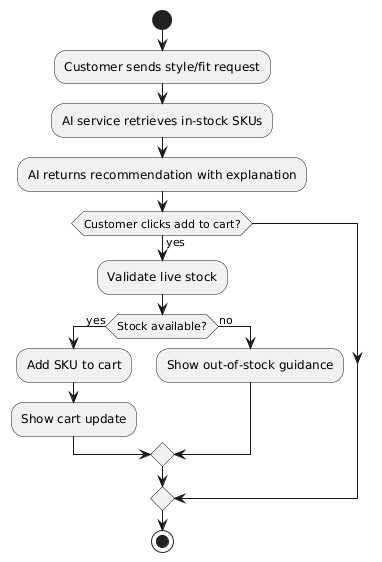 Customer sends style/fit request
AI service retrieves in-stock SKUs
AI returns recommendation with explanation
Customer clicks add to cart?
yes
Validate live stock
yes
Stock available?
no
Add SKU to cart
Show out-of-stock guidance
Show cart update